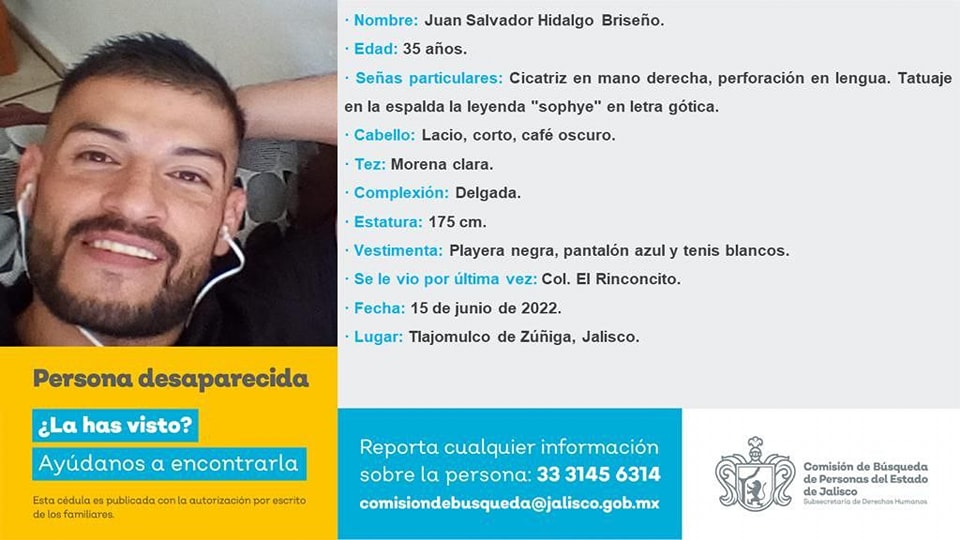 · Nombre: Juan Salvador Hidalgo Briseño.
· Edad: 35 años.
· Señas particulares: Cicatriz en mano derecha, perforación en lengua. Tatuaje
en la espalda la leyenda "sophye" en letra gótica.
· Cabello: Lacio, corto, café oscuro.
· Tez: Morena clara.
· Complexión: Delgada.
· Estatura: 175 cm.
· Vestimenta: Playera negra, pantalón azul y tenis blancos.
· Se le vio por última vez: Col. El Rinconcito.
· Fecha: 15 de junio de 2022.
· Lugar: Tlajomulco de Zúñiga, Jalisco.
Persona desaparecida
¿La has visto?
Ayúdanos a encontrarla
Esta cédula es publicada con la autorización por escrito
de los familiares.
Reporta cualquier información
sobre la persona: 33 3145 6314
comisiondebusqueda@jalisco.gob.mx
Comisión de Búsqueda
de Personas del Estado
de Jalisco
Subsecretaría de Derechos Humanos